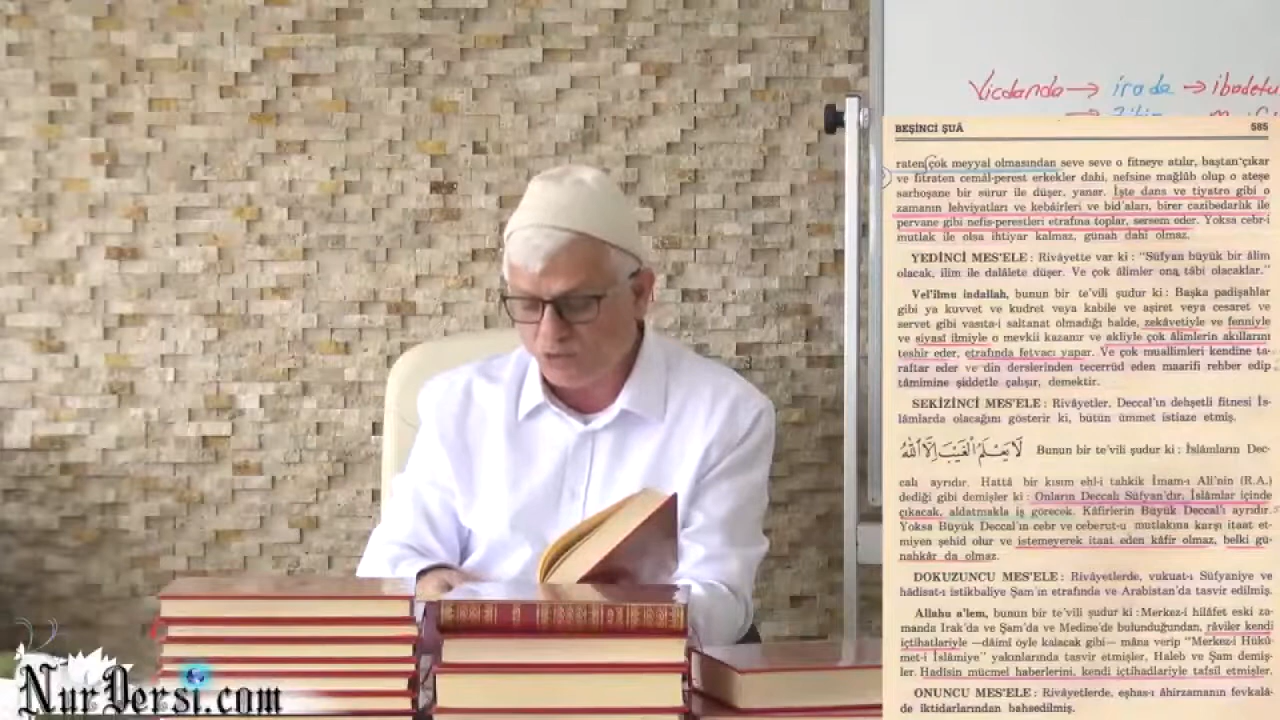 Vicdanda → irade → ibadetu
BEŞİNCİ ŞUÂ 585
raten çok meyyal olmasından seve seve o fitneye atılır, baştan çıkar
ve fıtraten cemâl-perest erkekler dahi, nefsine mağlûb olup o ateşe
sarhoşane bir sürur ile düşer, yanar. İşte dans ve tiyatro gibi o
zamanın lehviyatları ve kebâirleri ve bid'aları, birer cazibedarlık ile
pervane gibi nefis-perestleri etrafına toplar, sersem eder. Yoksa cebr-i
mutlak ile olsa ihtiyar kalmaz, günah dahi olmaz.
YEDİNCİ MES'ELE : Rivâyette var ki : "Süfyan büyük bir âlim
olacak, ilim ile dalâlete düşer. Ve çok âlimler ona tâbi olacaklar."
Vel'ilmu indallah, bunun bir te'vili şudur ki : Başka padişahlar
gibi ya kuvvet ve kudret veya kabile ve aşiret veya cesaret ve
servet gibi vasıta-i saltanat olmadığı halde, zekâvetiyle ve fenniyle
ve siyasî ilmiyle o mevkii kazanır ve akliyle çok âlimlerin akıllarını
teshir eder, etrafında fetvacı yapar. Ve çok muallimleri kendine ta-
raftar eder ve din derslerinden tecerrüd eden maarifi rehber edip
tâmimine şiddetle çalışır, demektir.
SEKİZİNCİ MES'ELE : Rivâyetler, Deccal'ın dehşetli fitnesi İs-
lâmlarda olacağını gösterir ki, bütün ümmet istiaze etmiş.
لَا يَعْلَمُ الْغَيْبَ اِلَّا اللّٰهُ Bunun bir te'vili şudur ki : İslâmların Dec-
calı ayrıdır. Hattâ bir kısım ehl-i tahkik İmam-ı Ali'nin (R.A.)
dediği gibi demişler ki : Onların Deccalı Süfyan'dır. İslâmlar içinde
çıkacak, aldatmakla iş görecek. Kâfirlerin Büyük Deccal'ı ayrıdır.
Yoksa Büyük Deccal'ın cebr ve ceberut-u mutlakına karşı itaat et-
miyen şehid olur ve istemeyerek itaat eden kâfir olmaz, belki gü-
nahkâr da olmaz.
DOKUZUNCU MES'ELE : Rivâyetlerde, vukuat-ı Süfyaniye ve
hâdisat-ı istikbaliye Şam'ın etrafında ve Arabistan'da tasvir edilmiş.
Allahu a'lem, bunun bir te'vili şudur ki :Merkez-i hilâfet eski za-
manda Irak'da ve Şam'da ve Medine'de bulunduğundan, râviler kendi
içtihatlariyle —daimî öyle kalacak gibi— mâna verip "Merkez-i Hükû-
met-i İslâmiye" yakınlarında tasvir etmişler, Haleb ve Şam demiş-
ler. Hadîsin mücmel haberlerini, kendi içtihadlariyle tafsil etmişler.
ONUNCU MES'ELE : Rivâyetlerde, eşhas-ı âhirzamanın fevkalâ-
de iktidarlarından bahsedilmiş.
NurDersi.com